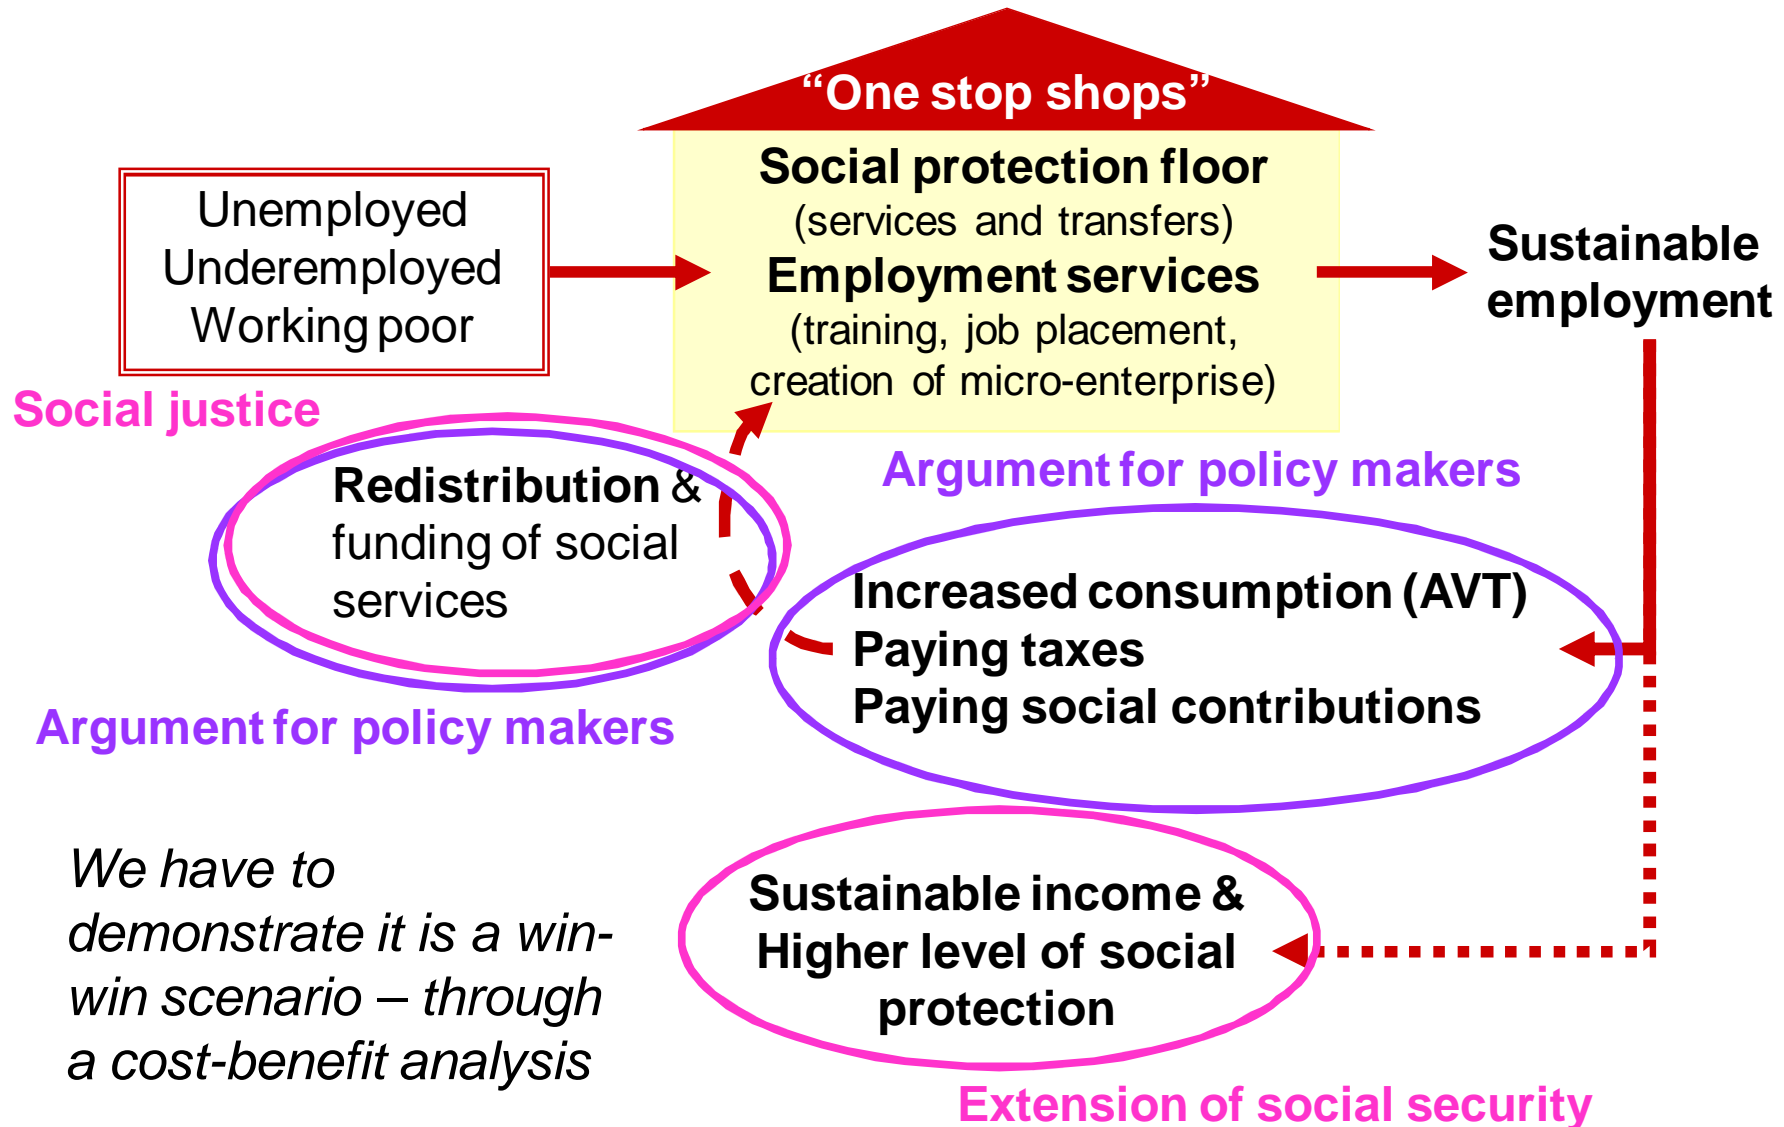 “One stop shops”
Social protection floor
(services and transfers)
Employment services
(training, job placement,
creation of micro-enterprise)
Unemployed
Underemployed
Working poor
Sustainable
employment
Social justice
Redistribution &
funding of social
services
Argument for policy makers
Argument for policy makers
Increased consumption (AVT)
Paying taxes
Paying social contributions
We have to
demonstrate it is a win-
win scenario – through
a cost-benefit analysis
Sustainable income &
Higher level of social
protection
Extension of social security